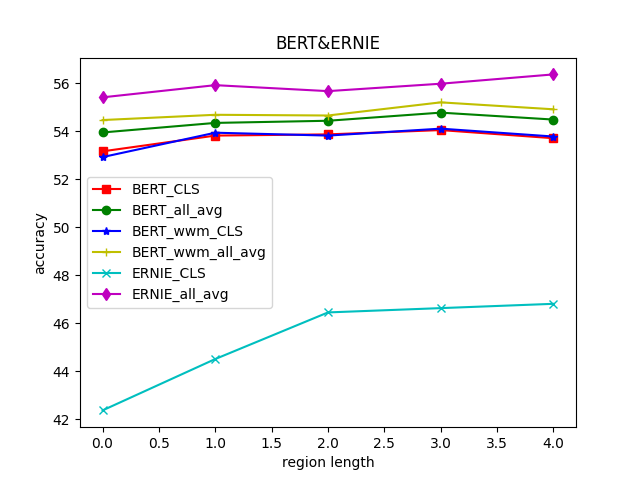 BERT&ERNIE
accuracy
56
54
52
50
48
46
44
42
BERT_CLS
BERT_all_avg
BERT_wwm_CLS
BERT_wwm_all_avg
ERNIE_CLS
ERNIE_all_avg
0.0 0.5 1.0 1.5 2.0 2.5 3.0 3.5 4.0
region length